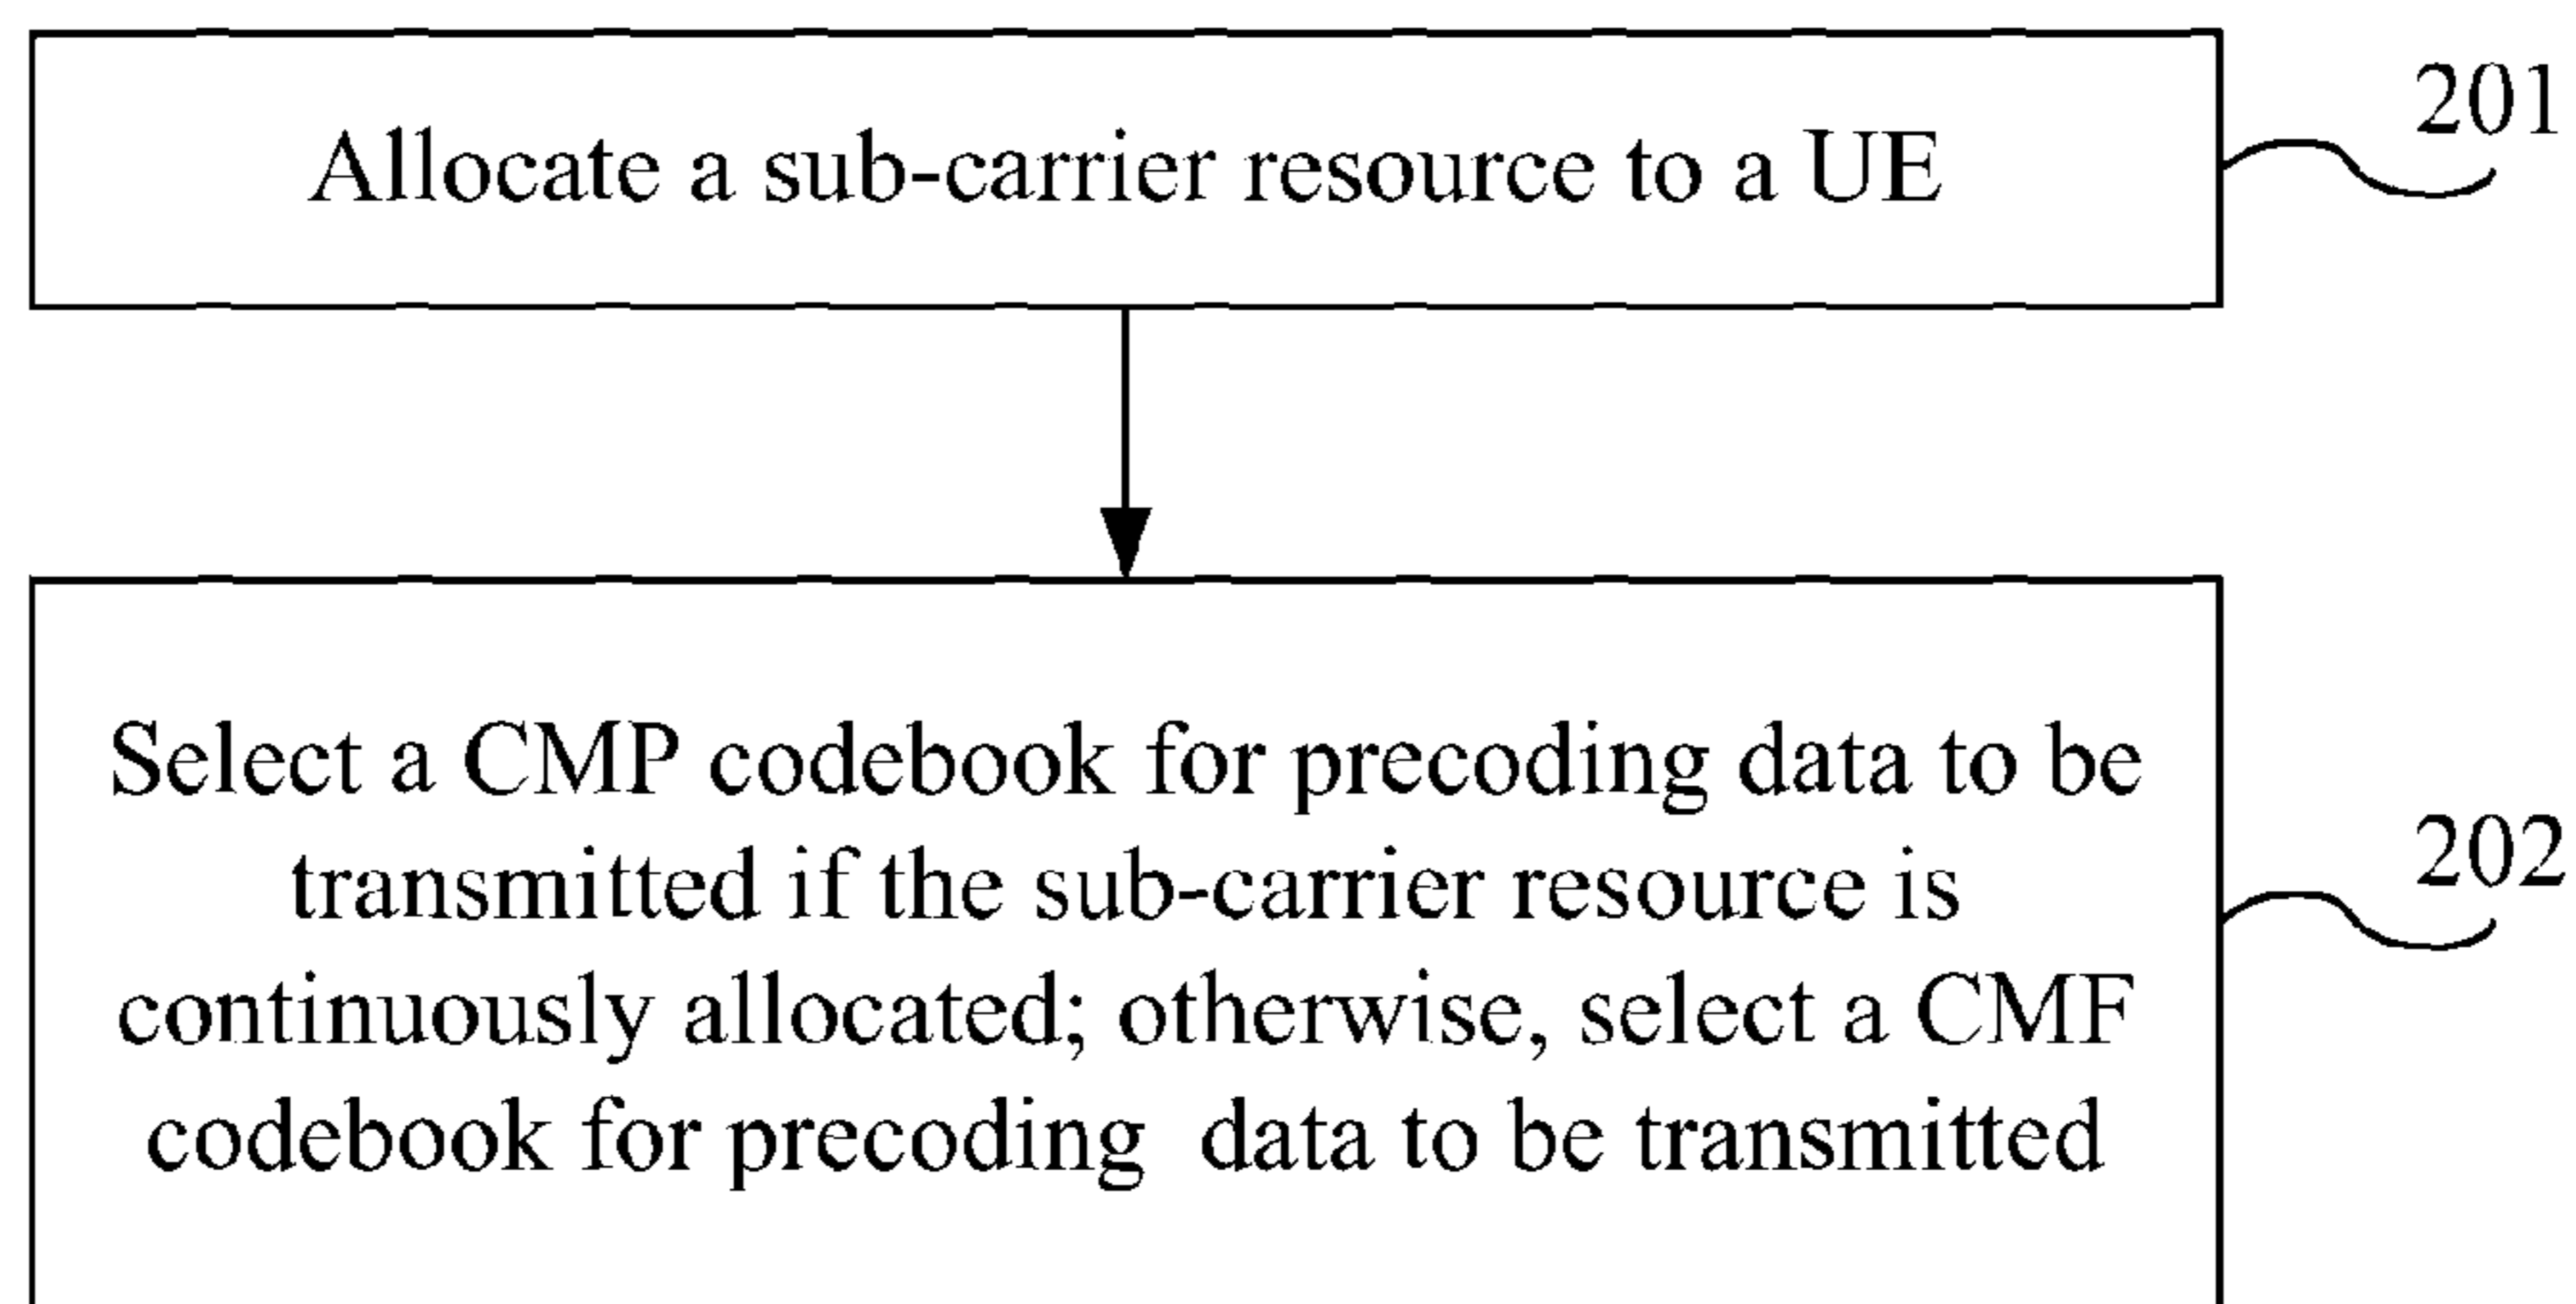 Allocate a sub-carrier resource to a UE
201
Select a CMP codebook for precoding data to be
transmitted if the sub-carrier resource is
continuously allocated; otherwise, select a CMF
codebook for precoding data to be transmitted
202